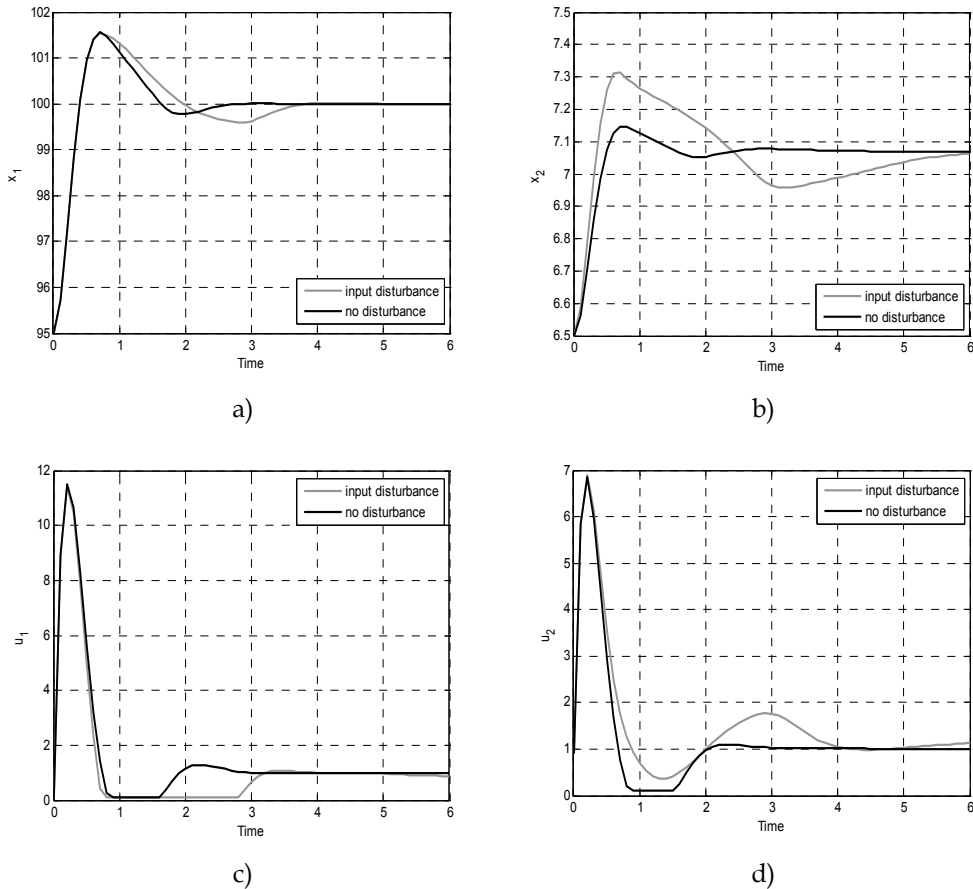 102
101
100
99
98
97
96
95
x1
0 1 2 3 4 5 6
Time
input disturbance
no disturbance
a)
7.5
7.4
7.3
7.2
7.1
7
6.9
6.8
6.7
6.6
6.5
x2
0 1 2 3 4 5 6
Time
input disturbance
no disturbance
b)
12
10
8
6
4
2
0
u1
0 1 2 3 4 5 6
Time
input disturbance
no disturbance
c)
7
6
5
4
3
2
1
0
u2
0 1 2 3 4 5 6
Time
input disturbance
no disturbance
d)